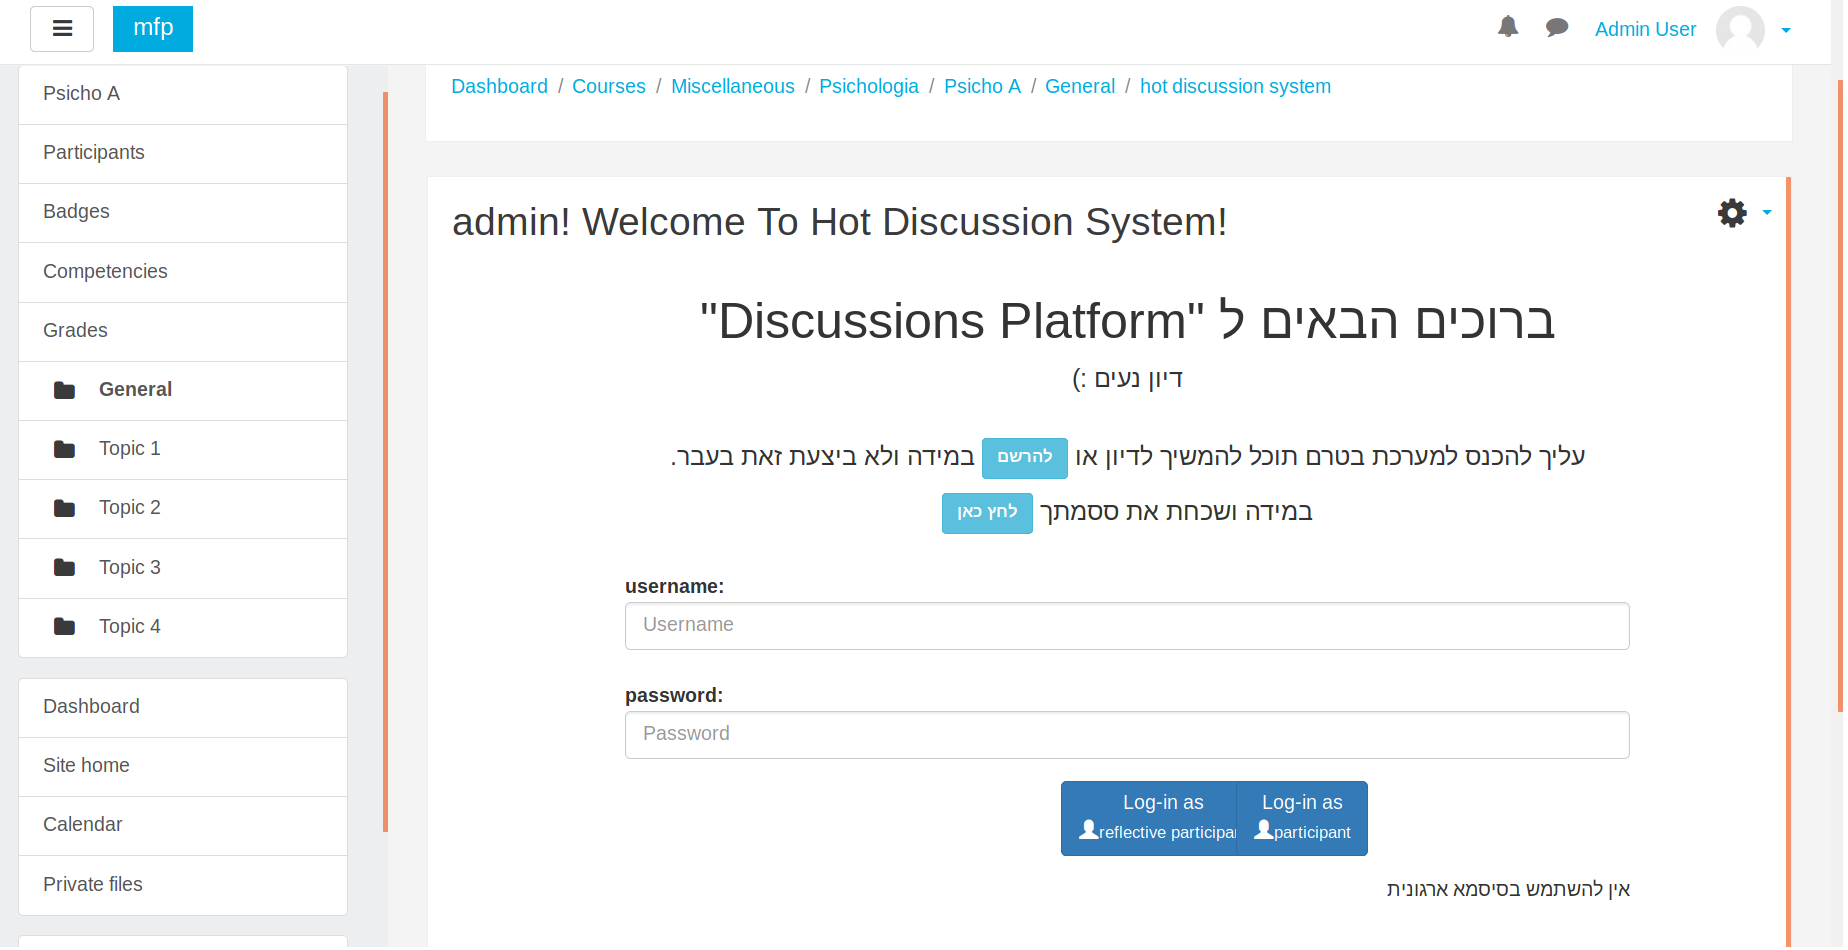 mfp
Admin User
Psicho A
Participants
Badges
Competencies
Grades
General
Topic 1
Topic 2
Topic 3
Topic 4
Dashboard
Site home
Calendar
Private files
Dashboard / Courses / Miscellaneous / Psichologia / Psicho A / General / hot discussion system
admin! Welcome To Hot Discussion System!
ברוכים הבאים ל "Discussions Platform"
דיון נעים :)
עליך להכנס למערכת בטרם תוכל להמשיך לדיון או להרשם במידה ולא ביצעת זאת בעבר.
במידה ושכחת את ססמתך לחץ כאן
username:
Username
password:
Password
Log-in as
reflective participan
Log-in as
participant
אין להשתמש בסיסמא ארגונית